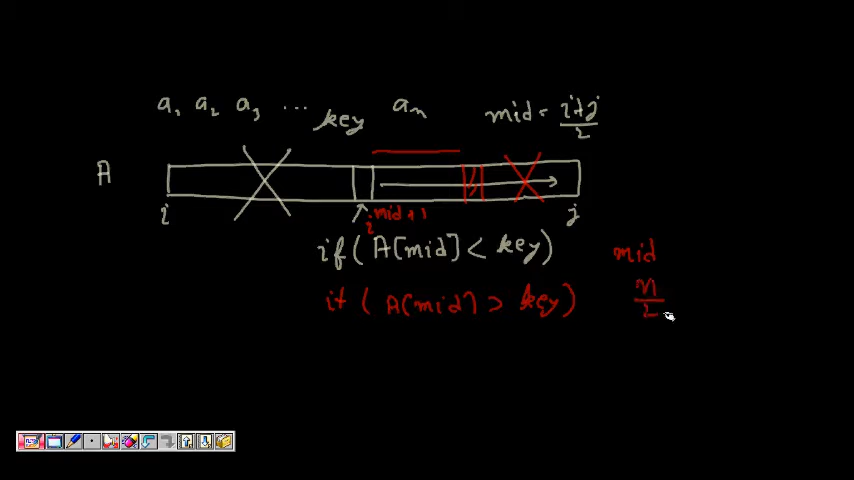 a₁ a₂ a₃ ... key aₙ mid = i+j/2
A
i i mid+1 j
if( A[mid] < key)
mid
if( A[mid] > key)
n/2